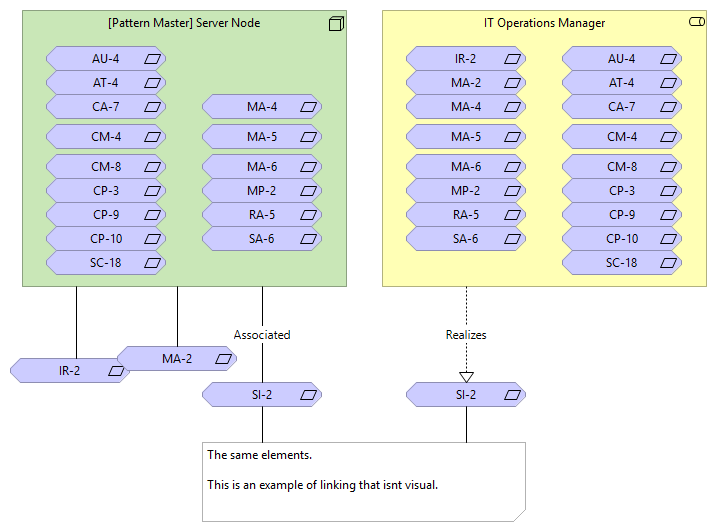 [Pattern Master] Server Node
AU-4
AT-4
CA-7
CM-4
CM-8
CP-3
CP-9
CP-10
SC-18
MA-4
MA-5
MA-6
MP-2
RA-5
SA-6
IT Operations Manager
IR-2
MA-2
MA-4
MA-5
MA-6
MP-2
RA-5
SA-6
AU-4
AT-4
CA-7
CM-4
CM-8
CP-3
CP-9
CP-10
SC-18
Associated
Realizes
IR-2
MA-2
SI-2
SI-2
The same elements.
This is an example of linking that isnt visual.